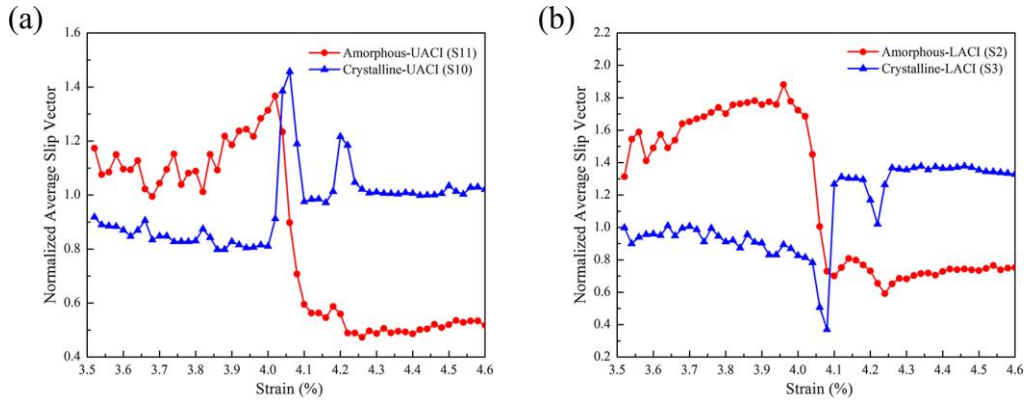 (a)
Normalized Average Slip Vector
1.6
1.4
1.2
1.0
0.8
0.6
0.4
Amorphous-UACI (S11)
Crystalline-UACI (S10)
3.5 3.6 3.7 3.8 3.9 4.0 4.1 4.2 4.3 4.4 4.5 4.6
Strain (%)
(b)
Normalized Average Slip Vector
2.2
2.0
1.8
1.6
1.4
1.2
1.0
0.8
0.6
0.4
0.2
Amorphous-LACI (S2)
Crystalline-LACI (S3)
3.5 3.6 3.7 3.8 3.9 4.0 4.1 4.2 4.3 4.4 4.5 4.6
Strain (%)